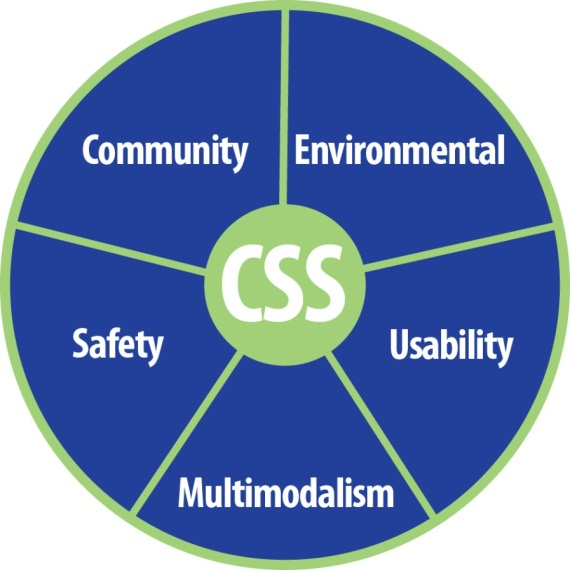 Community
Environmental
CSS
Safety
Usability
Multimodalism